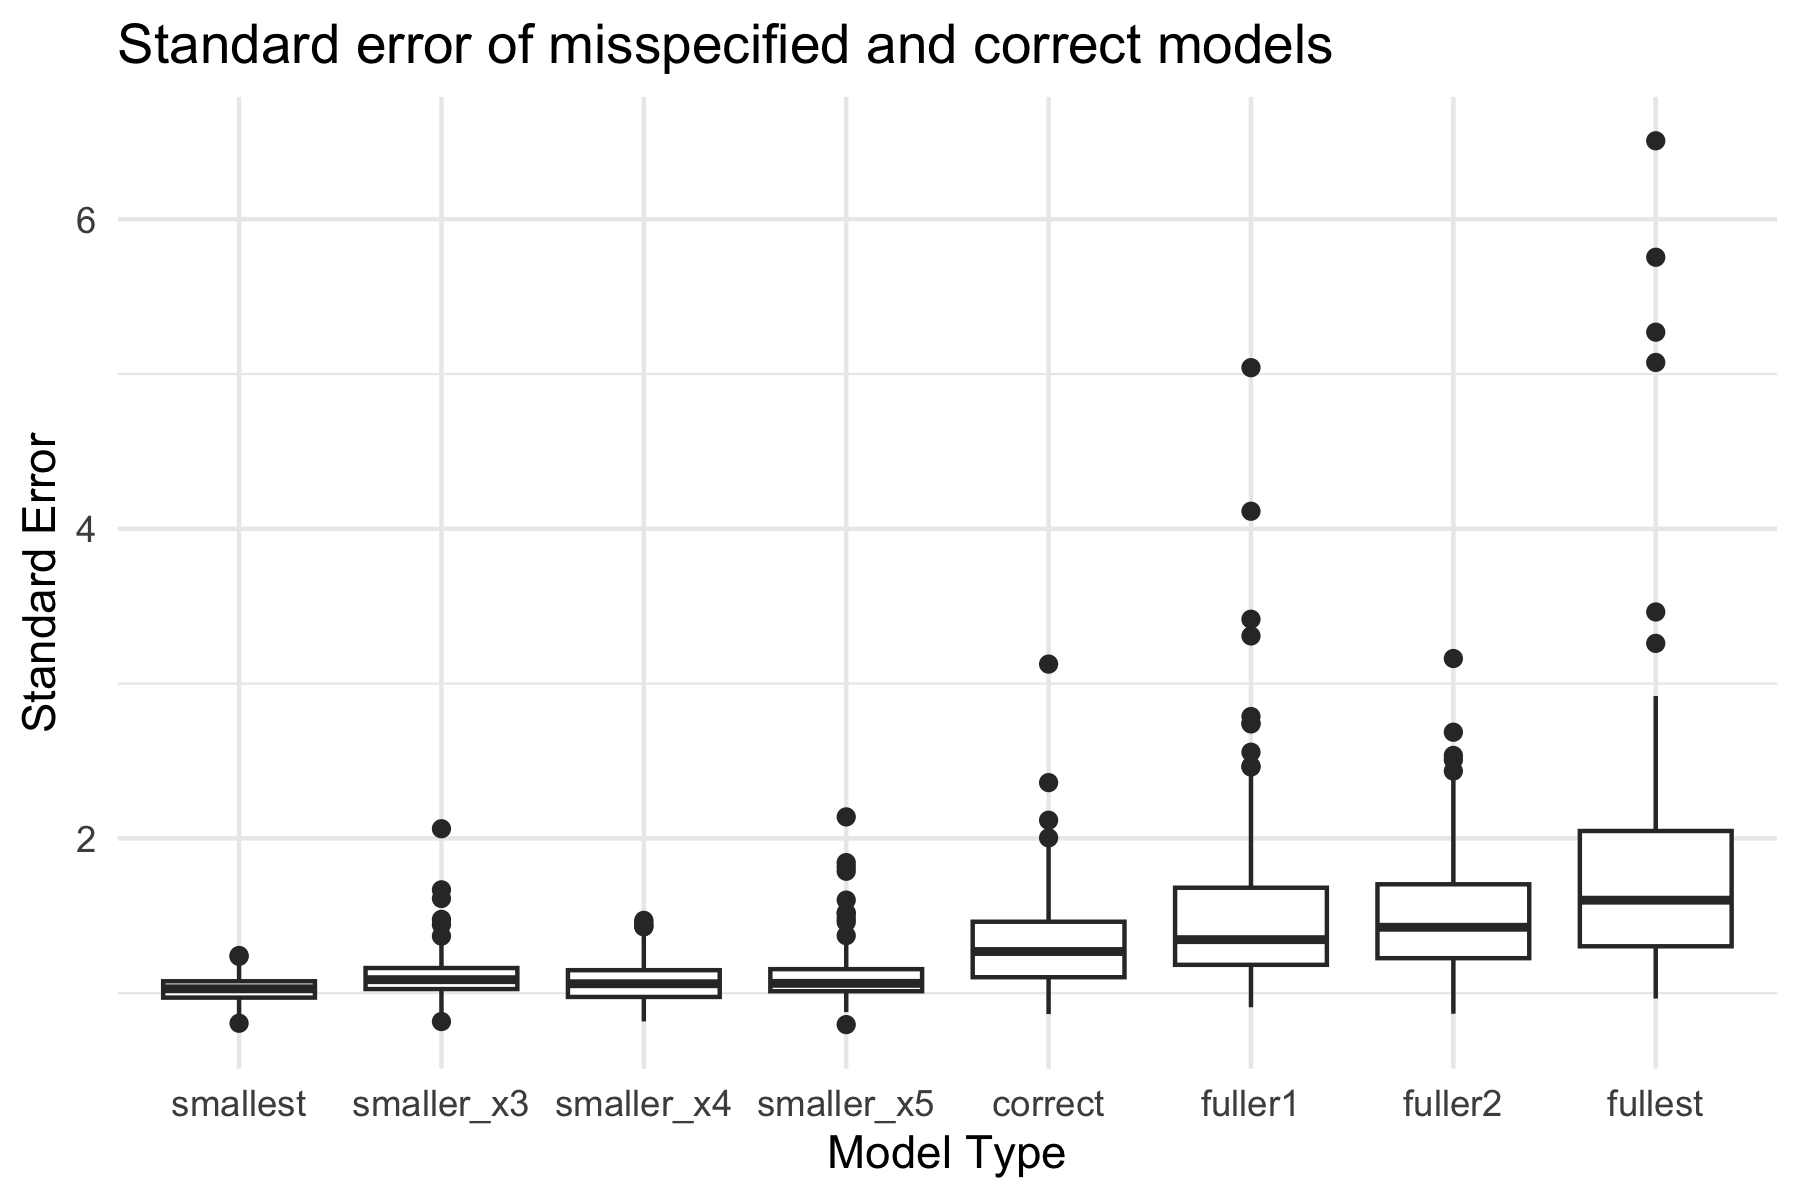 Standard error of misspecified and correct models
Standard Error
6
4
2
smallest smaller_x3 smaller_x4 smaller_x5 correct fuller1 fuller2 fullest
Model Type